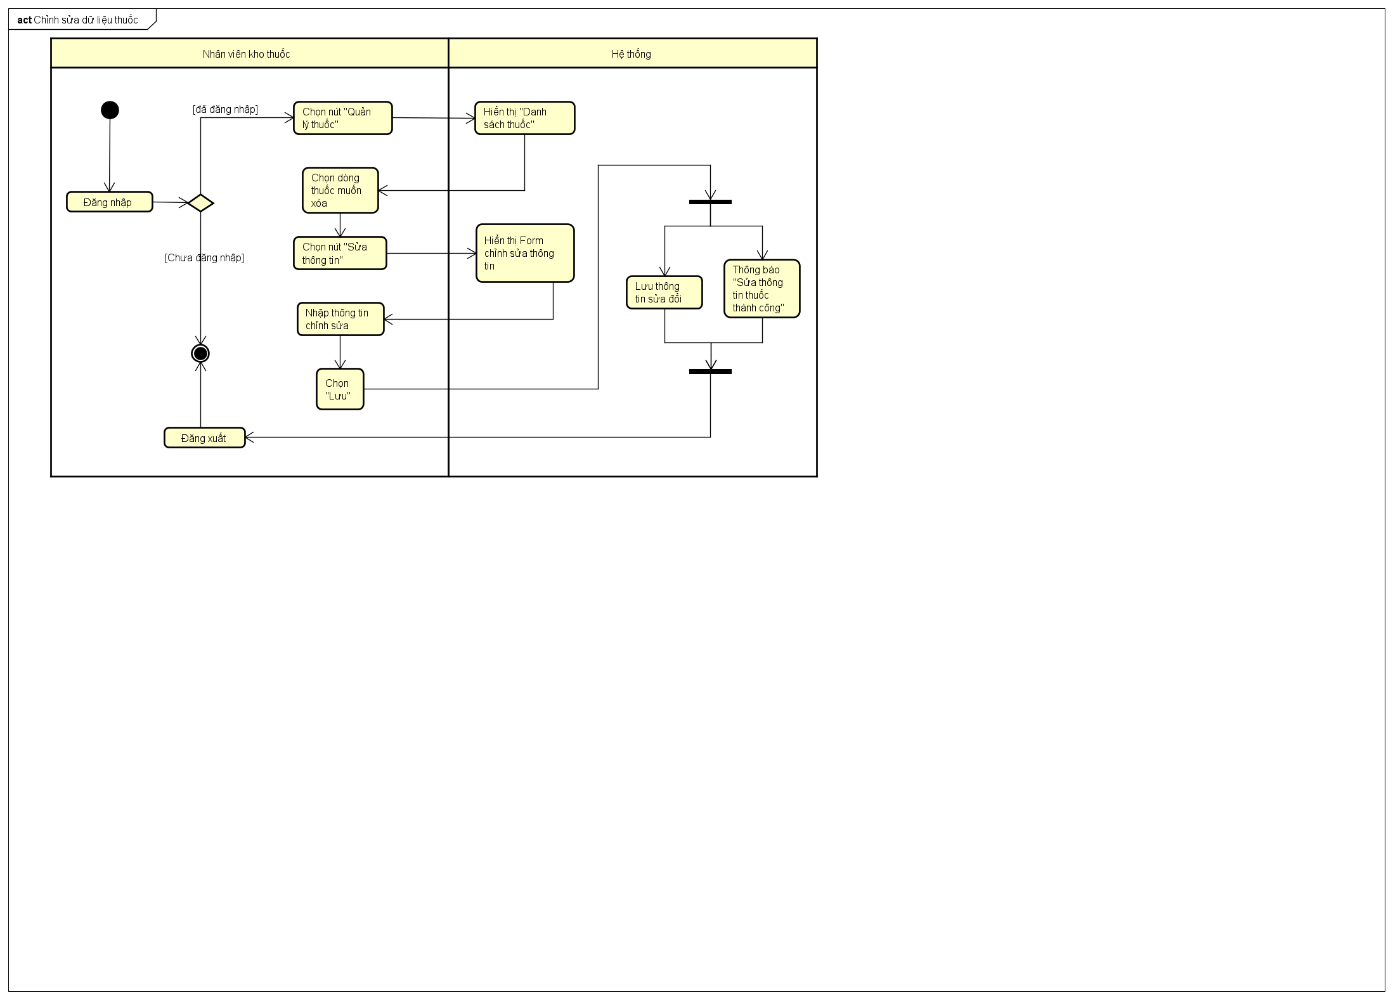 act Chỉnh sửa dữ liệu thuốc
Nhân viên kho thuốc
Hệ thống
[đã đăng nhập]
Chọn nút "Quản
lý thuốc"
Hiển thị "Danh
sách thuốc"
Đăng nhập
Chọn dòng
thuốc muốn
xóa
[Chưa đăng nhập]
Chọn nút "Sửa
thông tin"
Hiển thị Form
chỉnh sửa thông
tin
Lưu thông
tin sửa đổi
Thông báo
"Sửa thông
tin thuốc
thành công"
Nhập thông tin
chỉnh sửa
Chọn
"Lưu"
Đăng xuất